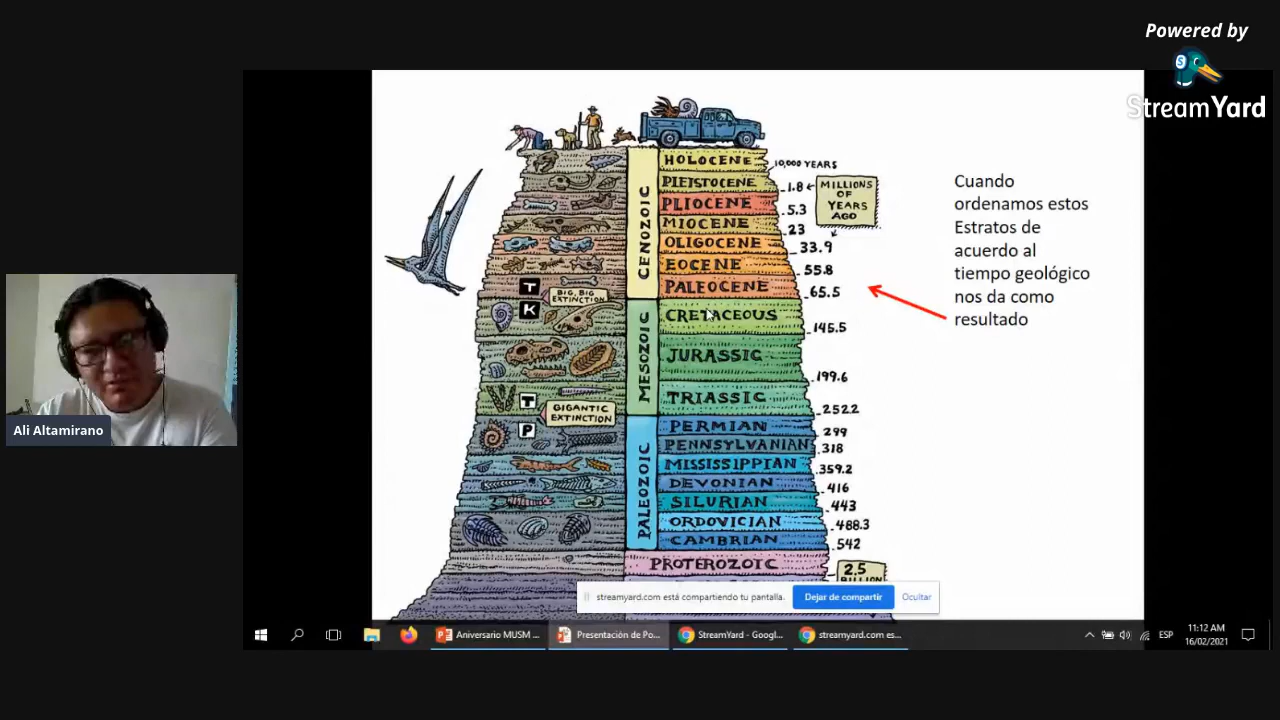 Powered by
StreamYard
HOLOCENE
10,000 YEARS
PLEISTOCENE
1.8
MILLIONS
OF
YEARS
AGO
PLIOCENE
5.3
MIOCENE
23
OLIGOCENE
33.9
EOCENE
55.8
PALEOCENE
65.5
CENOZOIC
T
K
BIG, BIG
EXTINCTION
CRETACEOUS
145.5
JURASSIC
199.6
TRIASSIC
252.2
MESOZOIC
T
P
GIGANTIC
EXTINCTION
PERMIAN
299
PENNSYLVANIAN
318
MISSISSIPPIAN
359.2
DEVONIAN
416
SILURIAN
443
ORDOVICIAN
488.3
CAMBRIAN
542
PALEOZOIC
PROTEROZOIC
2.5
BILLION
Cuando
ordenamos estos
Estratos de
acuerdo al
tiempo geológico
nos da como
resultado
Ali Altamirano
streamyard.com está compartiendo tu pantalla.
Dejar de compartir
Ocultar
Aniversario MUSM ...
Presentación de Po...
StreamYard - Googl...
streamyard.com es...
ESP
11:12 AM
16/02/2021